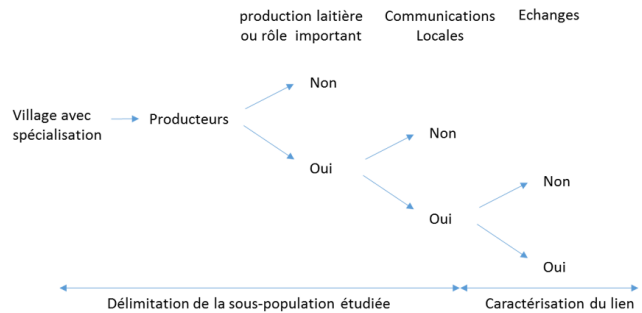 production laitière
ou rôle important
Communications
Locales
Echanges
Non
Village avec
spécialisation
Producteurs
Non
Oui
Non
Oui
Oui
Délimitation de la sous-population étudiée
Caractérisation du lien